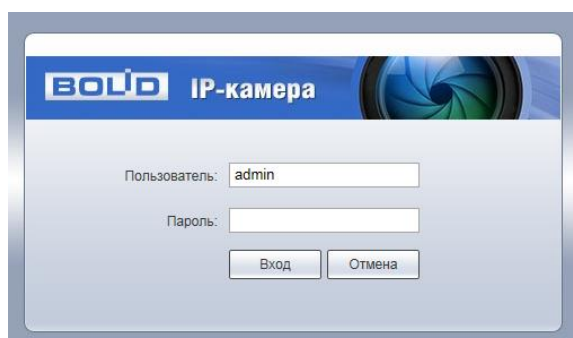 BOLID IP-камера
Пользователь: admin
Пароль:
Вход Отмена